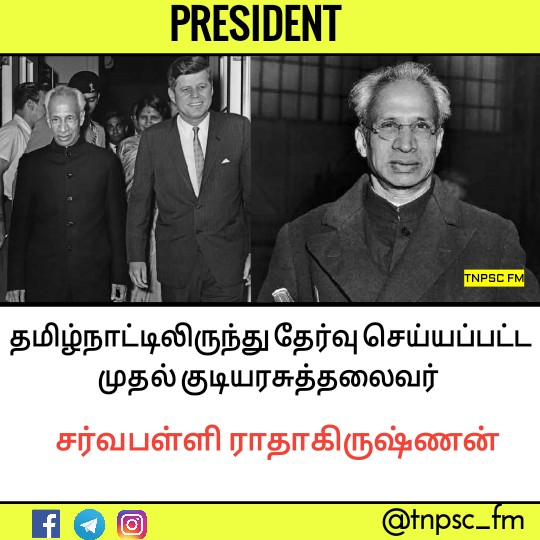 PRESIDENT
TNPSC FM
தமிழ்நாட்டிலிருந்து தேர்வு செய்யப்பட்ட
முதல் குடியரசுத்தலைவர்
சர்வபள்ளி ராதாகிருஷ்ணன்
@tnpsc_fm